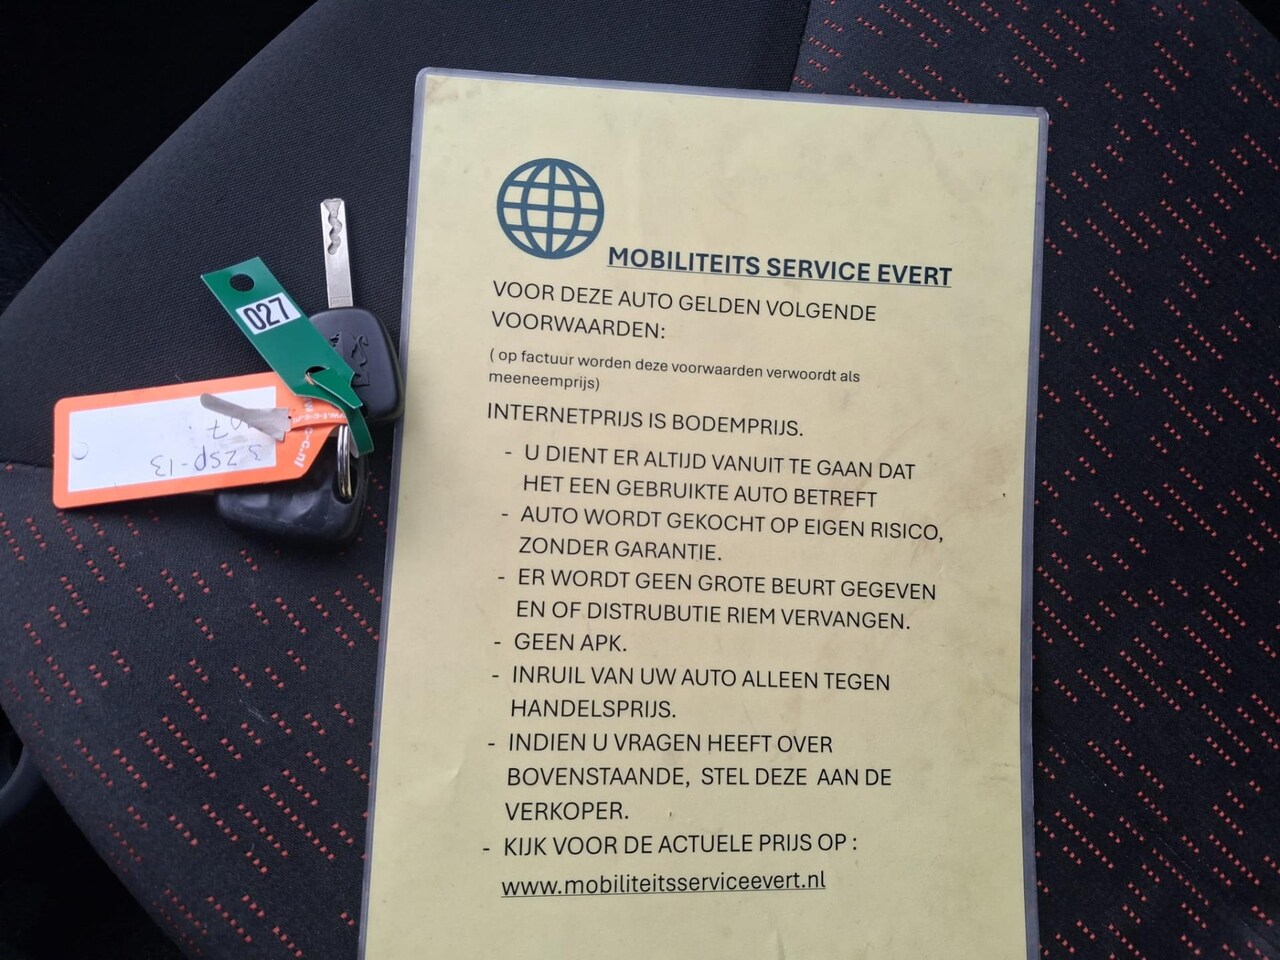 MOBILITEITS SERVICE EVERT
VOOR DEZE AUTO GELDEN VOLGENDE
VOORWAARDEN:
( op factuur worden deze voorwaarden verwoordt als
meeneemprijs)
INTERNETPRIJS IS BODEMPRIJS.
- U DIENT ER ALTIJD VANUIT TE GAAN DAT
HET EEN GEBRUIKTE AUTO BETREFT
- AUTO WORDT GEKOCHT OP EIGEN RISICO,
ZONDER GARANTIE.
- ER WORDT GEEN GROTE BEURT GEGEVEN
EN OF DISTRUBUTIE RIEM VERVANGEN.
- GEEN APK.
- INRUIL VAN UW AUTO ALLEEN TEGEN
HANDELSPRIJS.
- INDIEN U VRAGEN HEEFT OVER
BOVENSTAANDE, STEL DEZE AAN DE
VERKOPER.
- KIJK VOOR DE ACTUELE PRIJS OP :
www.mobiliteitsserviceevert.nl
027
3 ZSP-13